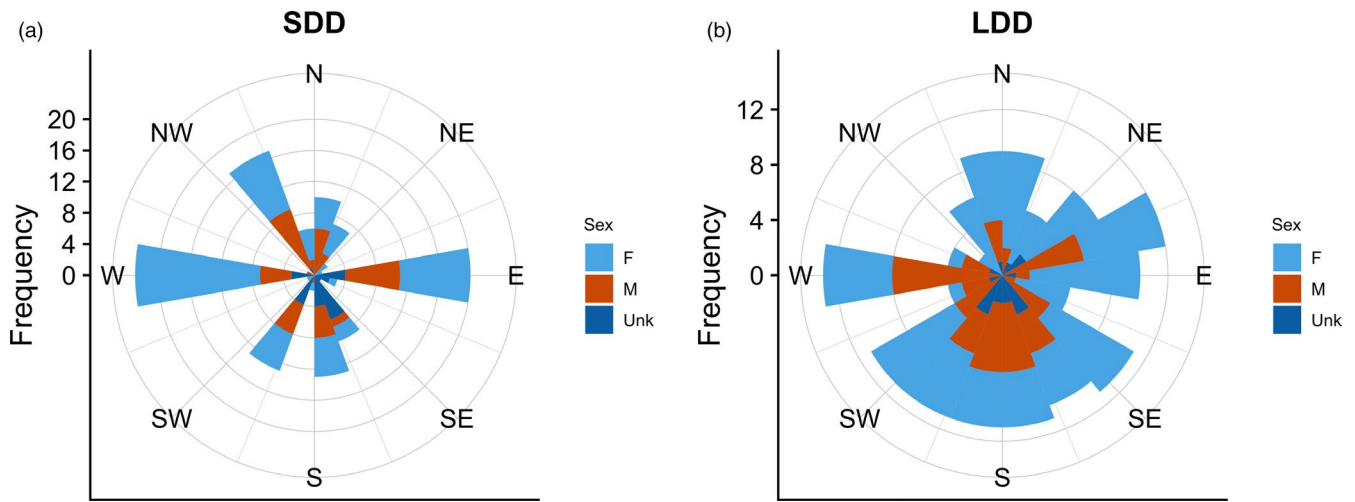 (a)
SDD
Frequency
20
16
12
8
4
0
N
NE
E
SE
S
SW
W
NW
Sex
F
M
Unk
(b)
LDD
Frequency
12
8
4
0
N
NE
E
SE
S
SW
W
NW
Sex
F
M
Unk